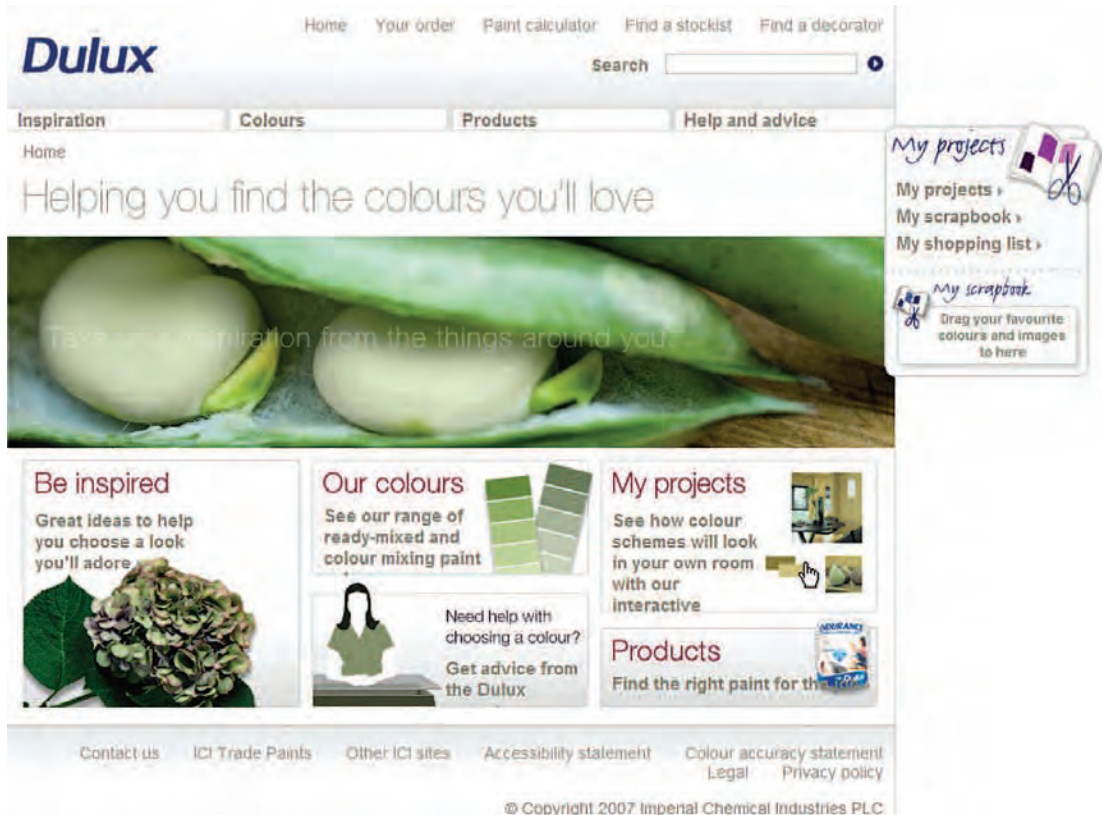 Home Your order Paint calculator Find a stockist Find a decorator
Dulux
Search
Inspiration Colours Products Help and advice
Home
Helping you find the colours you'll love
Take inspiration from the things around you
My projects
My projects
My scrapbook
My shopping list
My scrapbook
Drag your favourite
colours and images
to here
Be inspired
Great ideas to help
you choose a look
you'll adore
Our colours
See our range of
ready-mixed and
colour mixing paint
Need help with
choosing a colour?
Get advice from
the Dulux
My projects
See how colour
schemes will look
in your own room
with our
interactive
ENDURANCE
Products
Find the right paint for the
Contact us ICI Trade Paints Other ICI sites Accessibility statement Colour accuracy statement
Legal Privacy policy
© Copyright 2007 Imperial Chemical Industries PLC